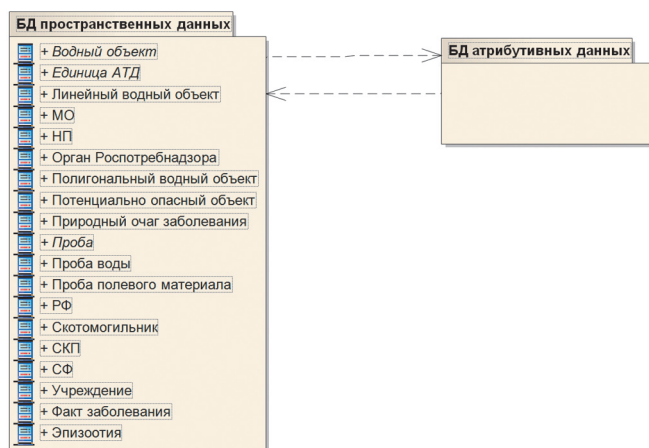 БД пространственных данных
+ Водный объект
+ Единица АТД
+ Линейный водный объект
+ МО
+ НП
+ Орган Роспотребнадзора
+ Полигональный водный объект
+ Потенциально опасный объект
+ Природный очаг заболевания
+ Проба
+ Проба воды
+ Проба полевого материала
+ РФ
+ Скотомогильник
+ СКП
+ СФ
+ Учреждение
+ Факт заболевания
+ Эпизоотия
БД атрибутивных данных